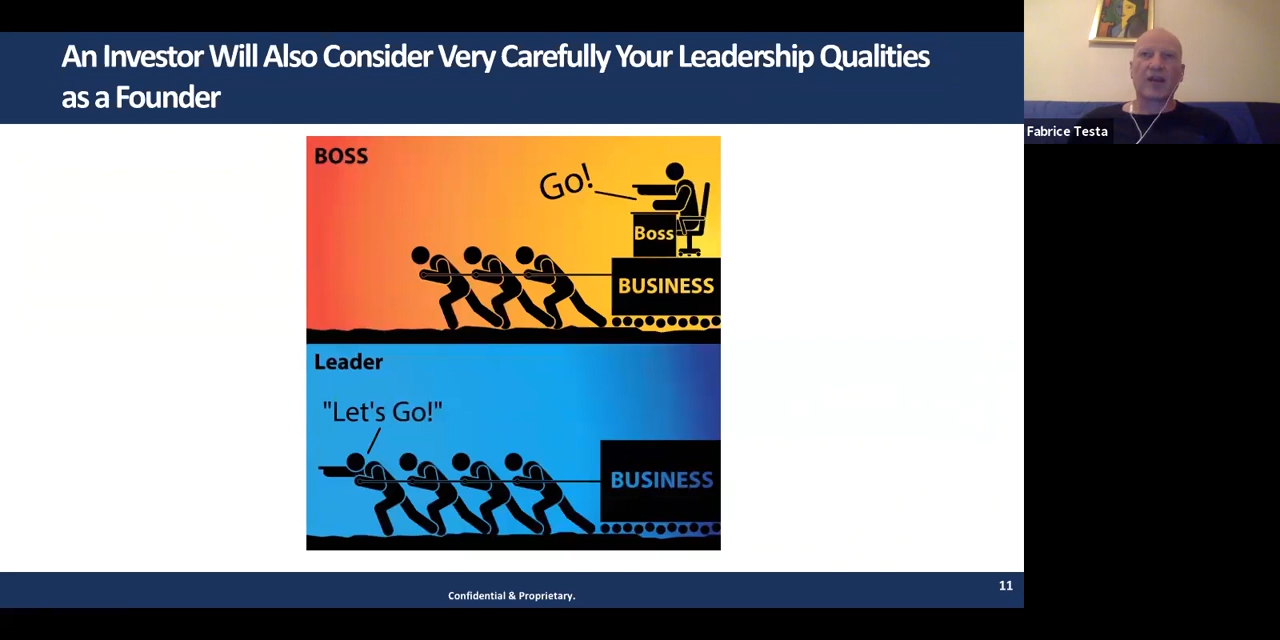 An Investor Will Also Consider Very Carefully Your Leadership Qualities
as a Founder
Fabrice Testa
BOSS
Go!
Boss
BUSINESS
Leader
"Let's Go!"
BUSINESS
Confidential & Proprietary.
11